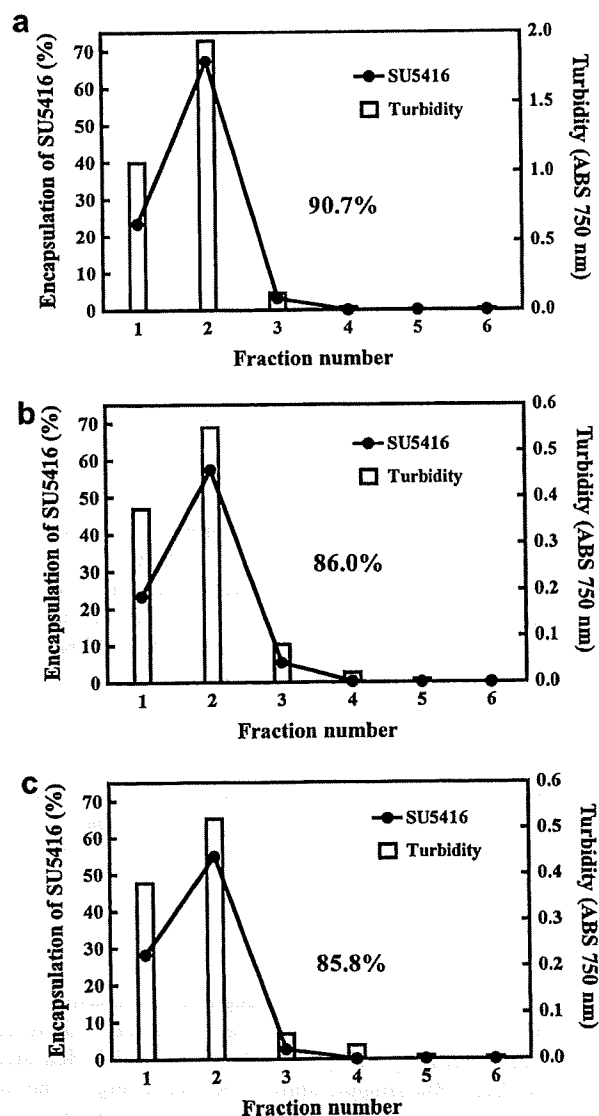 a
Encapsulation of SU5416 (%)
70
60
50
40
30
20
10
0
SU5416
Turbidity
90.7%
2.0
1.5
1.0
0.5
0.0
Turbidity (ABS 750 nm)
1 2 3 4 5 6
Fraction number
b
Encapsulation of SU5416 (%)
70
60
50
40
30
20
10
0
SU5416
Turbidity
86.0%
0.6
0.5
0.4
0.3
0.2
0.1
0.0
Turbidity (ABS 750 nm)
1 2 3 4 5 6
Fraction number
c
Encapsulation of SU5416 (%)
70
60
50
40
30
20
10
0
SU5416
Turbidity
85.8%
0.6
0.5
0.4
0.3
0.2
0.1
0.0
Turbidity (ABS 750 nm)
1 2 3 4 5 6
Fraction number